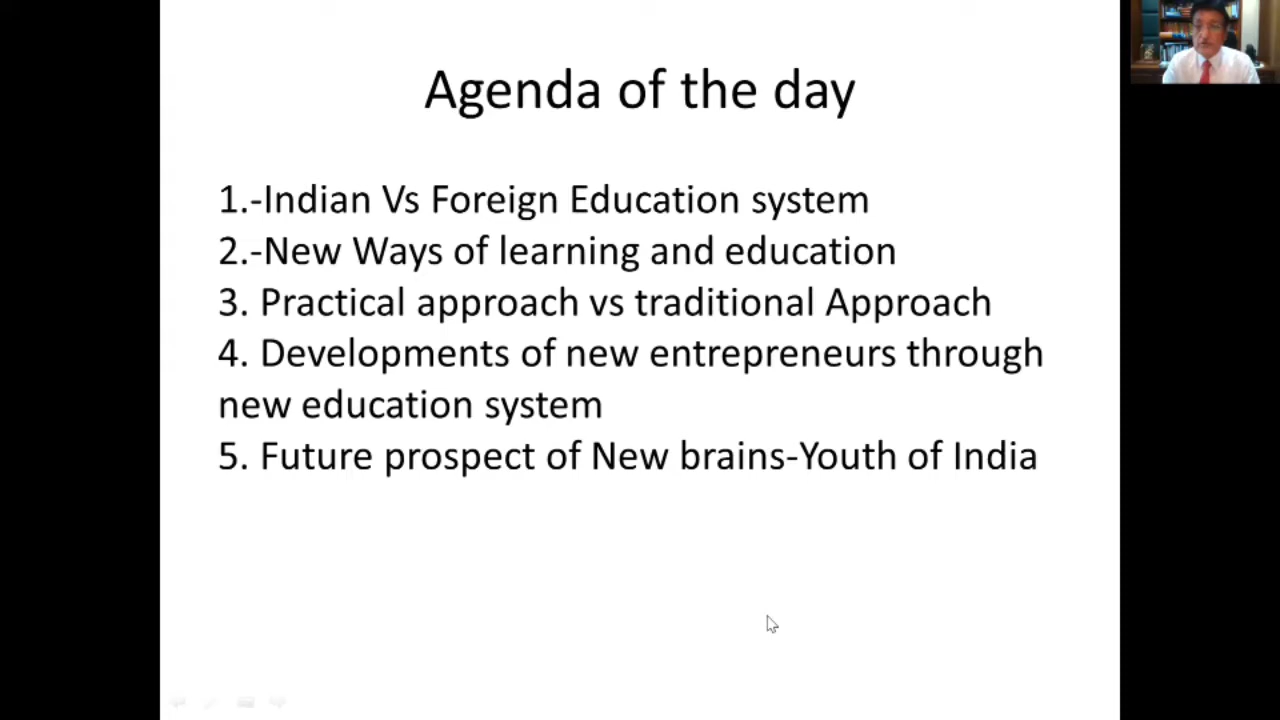 Agenda of the day
1.-Indian Vs Foreign Education system
2.-New Ways of learning and education
3. Practical approach vs traditional Approach
4. Developments of new entrepreneurs through
new education system
5. Future prospect of New brains-Youth of India